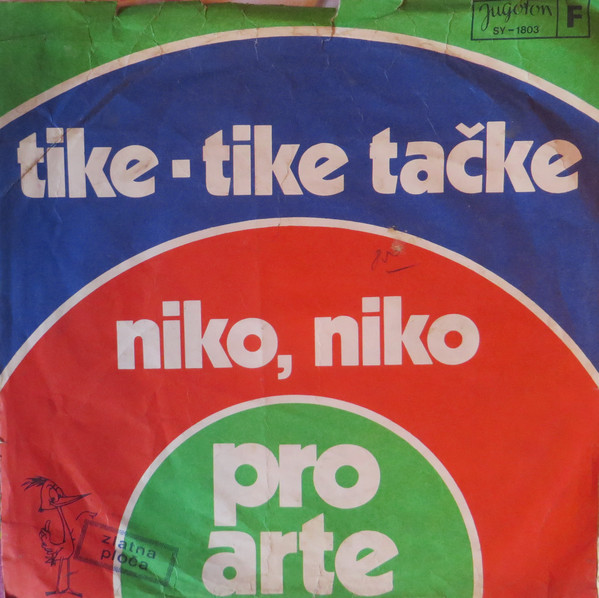 Jugoton F
SY-1803
tike · tike tačke
niko, niko
pro
arte
zlatna
ploča